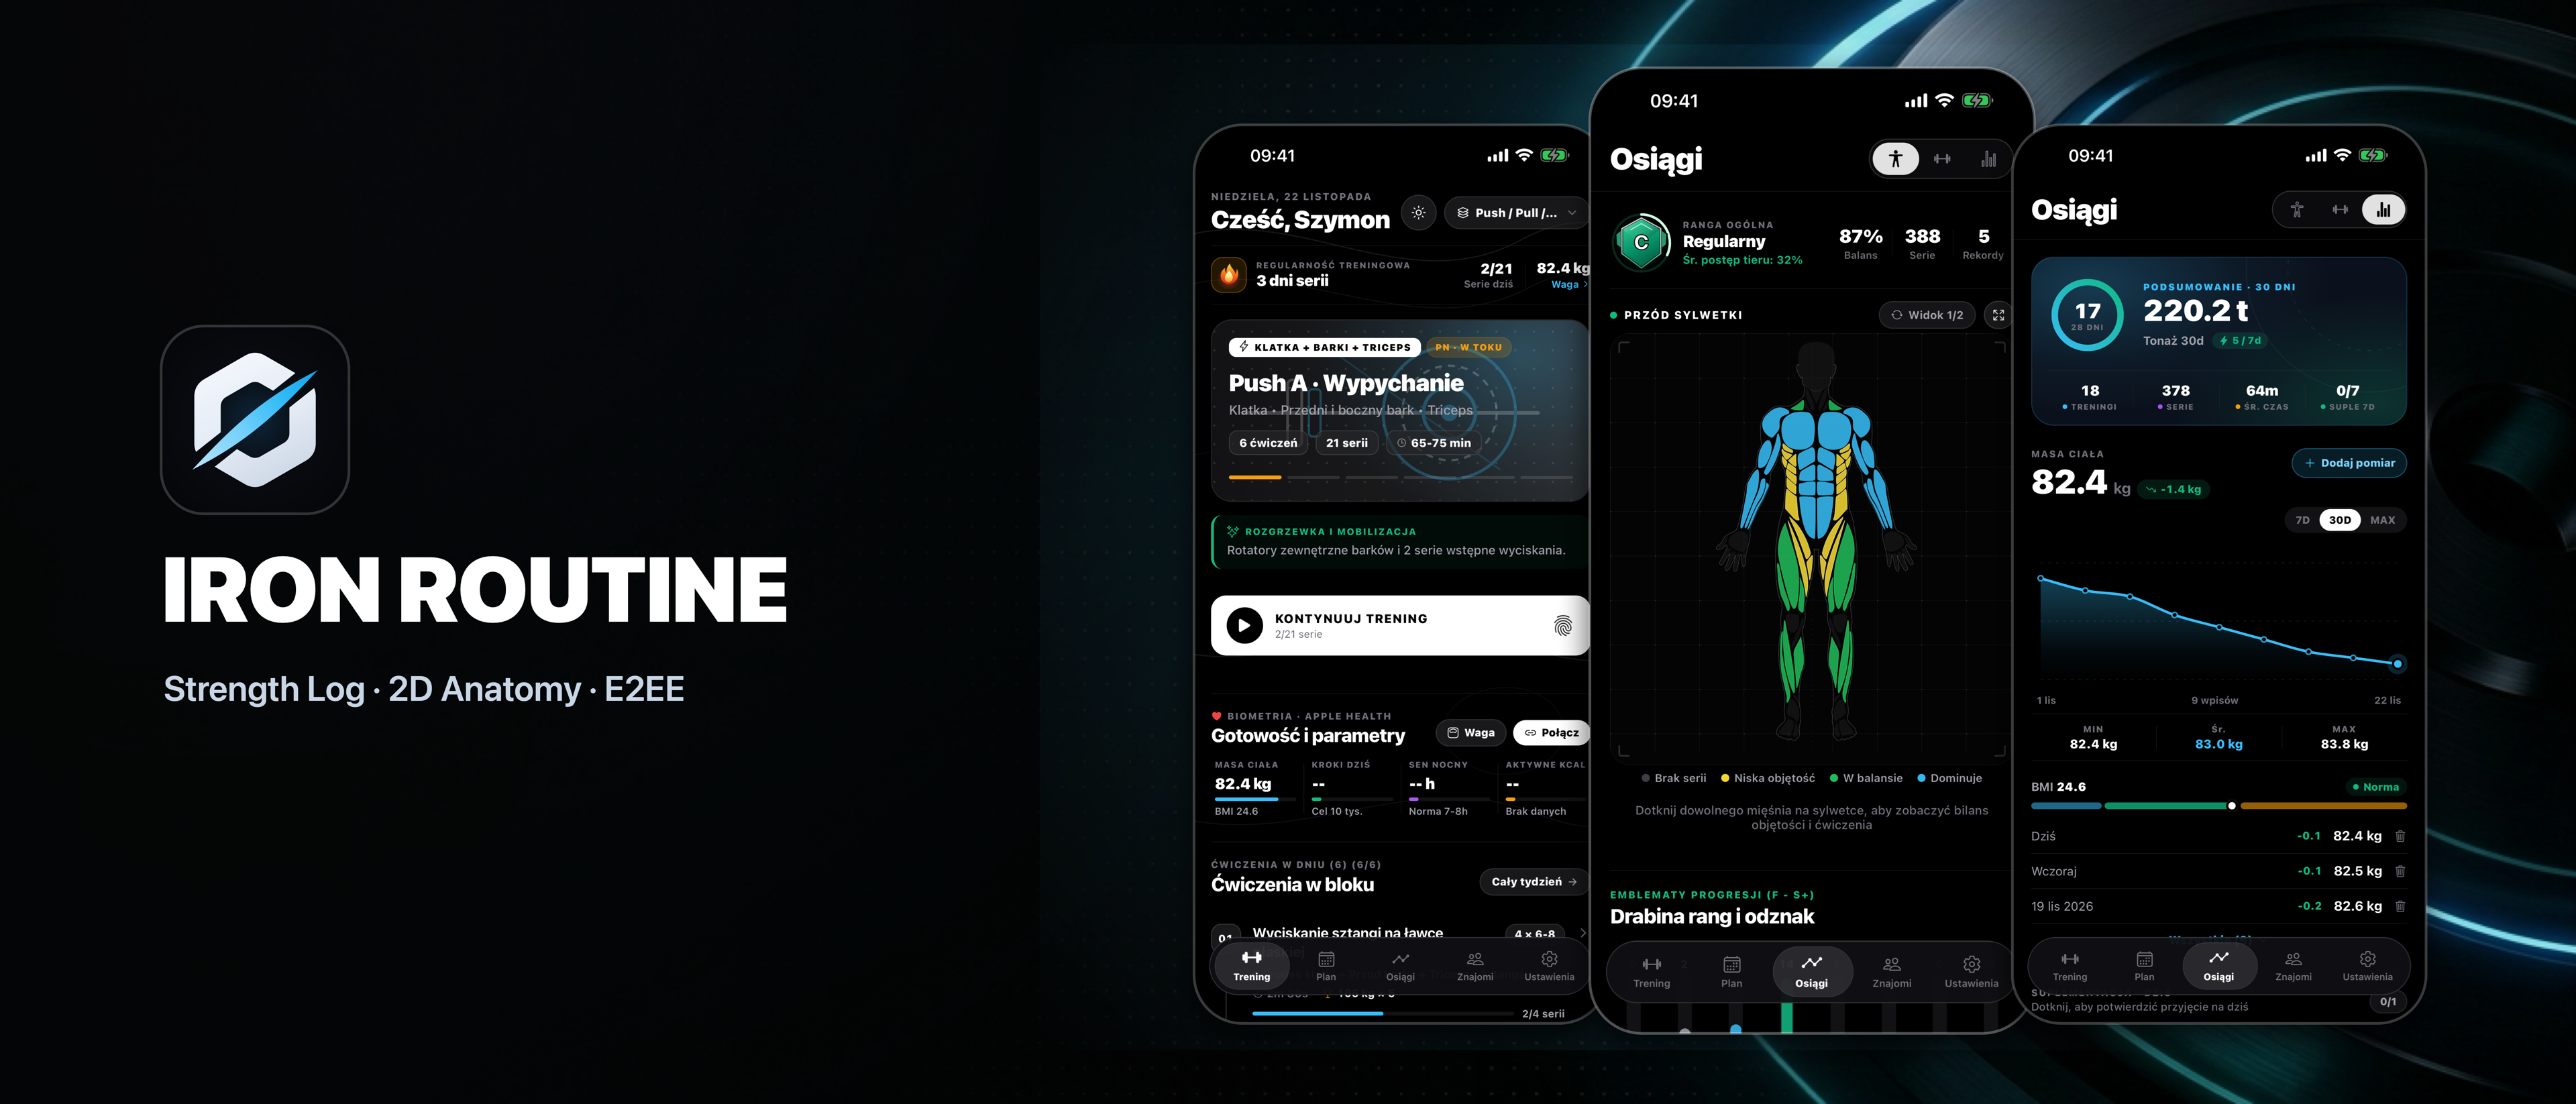 IRON ROUTINE
Strength Log · 2D Anatomy · E2EE
09:41
NIEDZIELA, 22 LISTOPADA
Cześć, Szymon
Push / Pull /...
REGULARNOŚĆ TRENINGOWA
3 dni serii
2/21
Serie dziś
82.4 kg
Waga
KLATKA + BARKI + TRICEPS
PN · W TOKU
Push A · Wypychanie
Klatka • Przedni i boczny bark • Triceps
6 ćwiczeń
21 serii
65-75 min
ROZGRZEWKA I MOBILIZACJA
Rotatory zewnętrzne barków i 2 serie wstępne wyciskania.
KONTYNUUJ TRENING
2/21 serie
BIOMETRIA · APPLE HEALTH
Gotowość i parametry
Waga
Połącz
MASA CIAŁA
82.4 kg
BMI 24.6
KROKI DZIŚ
--
Cel 10 tys.
SEN NOCNY
-- h
Norma 7-8h
AKTYWNE KCAL
--
Brak danych
ĆWICZENIA W DNIU (6) (6/6)
Ćwiczenia w bloku
Cały tydzień →
Wyciskanie sztangi na ławce
4 × 6-8
Trening
Plan
Osiągi
Znajomi
Ustawienia
2/4 serii
09:41
Osiągi
C
RANGA OGÓLNA
Regularny
Śr. postęp tieru: 32%
87%
Balans
388
Serie
5
Rekordy
PRZÓD SYLWETKI
Widok 1/2
Brak serii
Niska objętość
W balansie
Dominuje
Dotknij dowolnego mięśnia na sylwetce, aby zobaczyć bilans
objętości i ćwiczenia
EMBLEMATY PROGRESJI (F - S+)
Drabina rang i odznak
Trening
Plan
Osiągi
Znajomi
Ustawienia
09:41
Osiągi
17
28 DNI
PODSUMOWANIE · 30 DNI
220.2 t
Tonaż 30d
5 / 7d
18
TRENINGI
378
SERIE
64m
ŚR. CZAS
0/7
SUPLE 7D
MASA CIAŁA
82.4 kg
-1.4 kg
+ Dodaj pomiar
7D
30D
MAX
1 lis
9 wpisów
22 lis
MIN
82.4 kg
Śr.
83.0 kg
MAX
83.8 kg
BMI 24.6
Norma
Dziś
-0.1
82.4 kg
Wczoraj
-0.1
82.5 kg
19 lis 2026
-0.2
82.6 kg
Trening
Plan
Osiągi
Znajomi
Ustawienia
Dotknij, aby potwierdzić przyjęcie na dziś
0/1